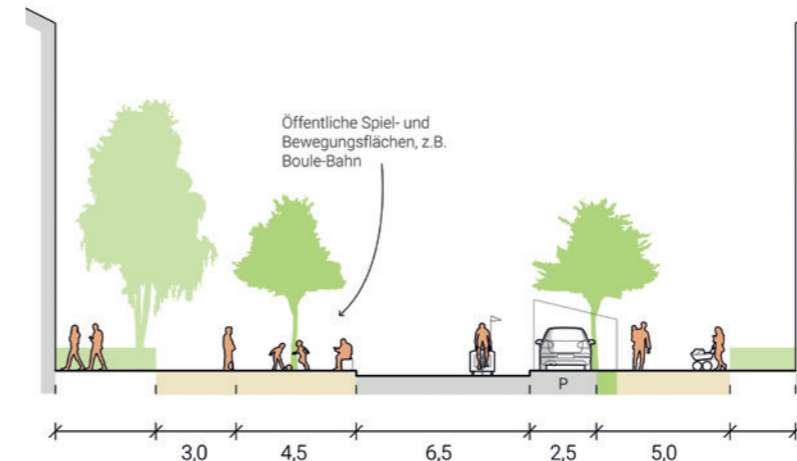 Öffentliche Spiel- und
Bewegungsflächen, z.B.
Boule-Bahn
P
3,0 4,5 6,5 2,5 5,0